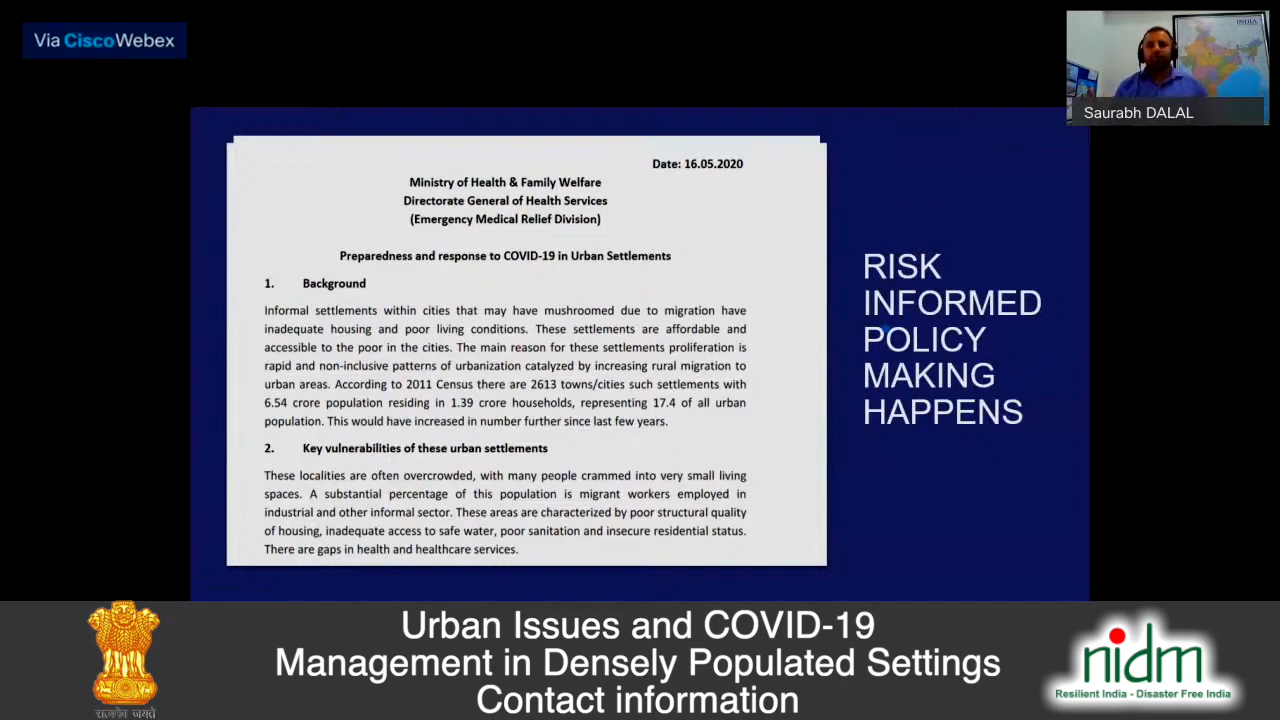 Via CiscoWebex
INDIA
Saurabh DALAL
Date: 16.05.2020
Ministry of Health & Family Welfare
Directorate General of Health Services
(Emergency Medical Relief Division)
Preparedness and response to COVID-19 in Urban Settlements
1. Background
Informal settlements within cities that may have mushroomed due to migration have
inadequate housing and poor living conditions. These settlements are affordable and
accessible to the poor in the cities. The main reason for these settlements proliferation is
rapid and non-inclusive patterns of urbanization catalyzed by increasing rural migration to
urban areas. According to 2011 Census there are 2613 towns/cities such settlements with
6.54 crore population residing in 1.39 crore households, representing 17.4 of all urban
population. This would have increased in number further since last few years.
2. Key vulnerabilities of these urban settlements
These localities are often overcrowded, with many people crammed into very small living
spaces. A substantial percentage of this population is migrant workers employed in
industrial and other informal sector. These areas are characterized by poor structural quality
of housing, inadequate access to safe water, poor sanitation and insecure residential status.
There are gaps in health and healthcare services.
RISK
INFORMED
POLICY
MAKING
HAPPENS
Urban Issues and COVID-19
Management in Densely Populated Settings
Contact information
सत्यमेव जयते
nidm
Resilient India - Disaster Free India